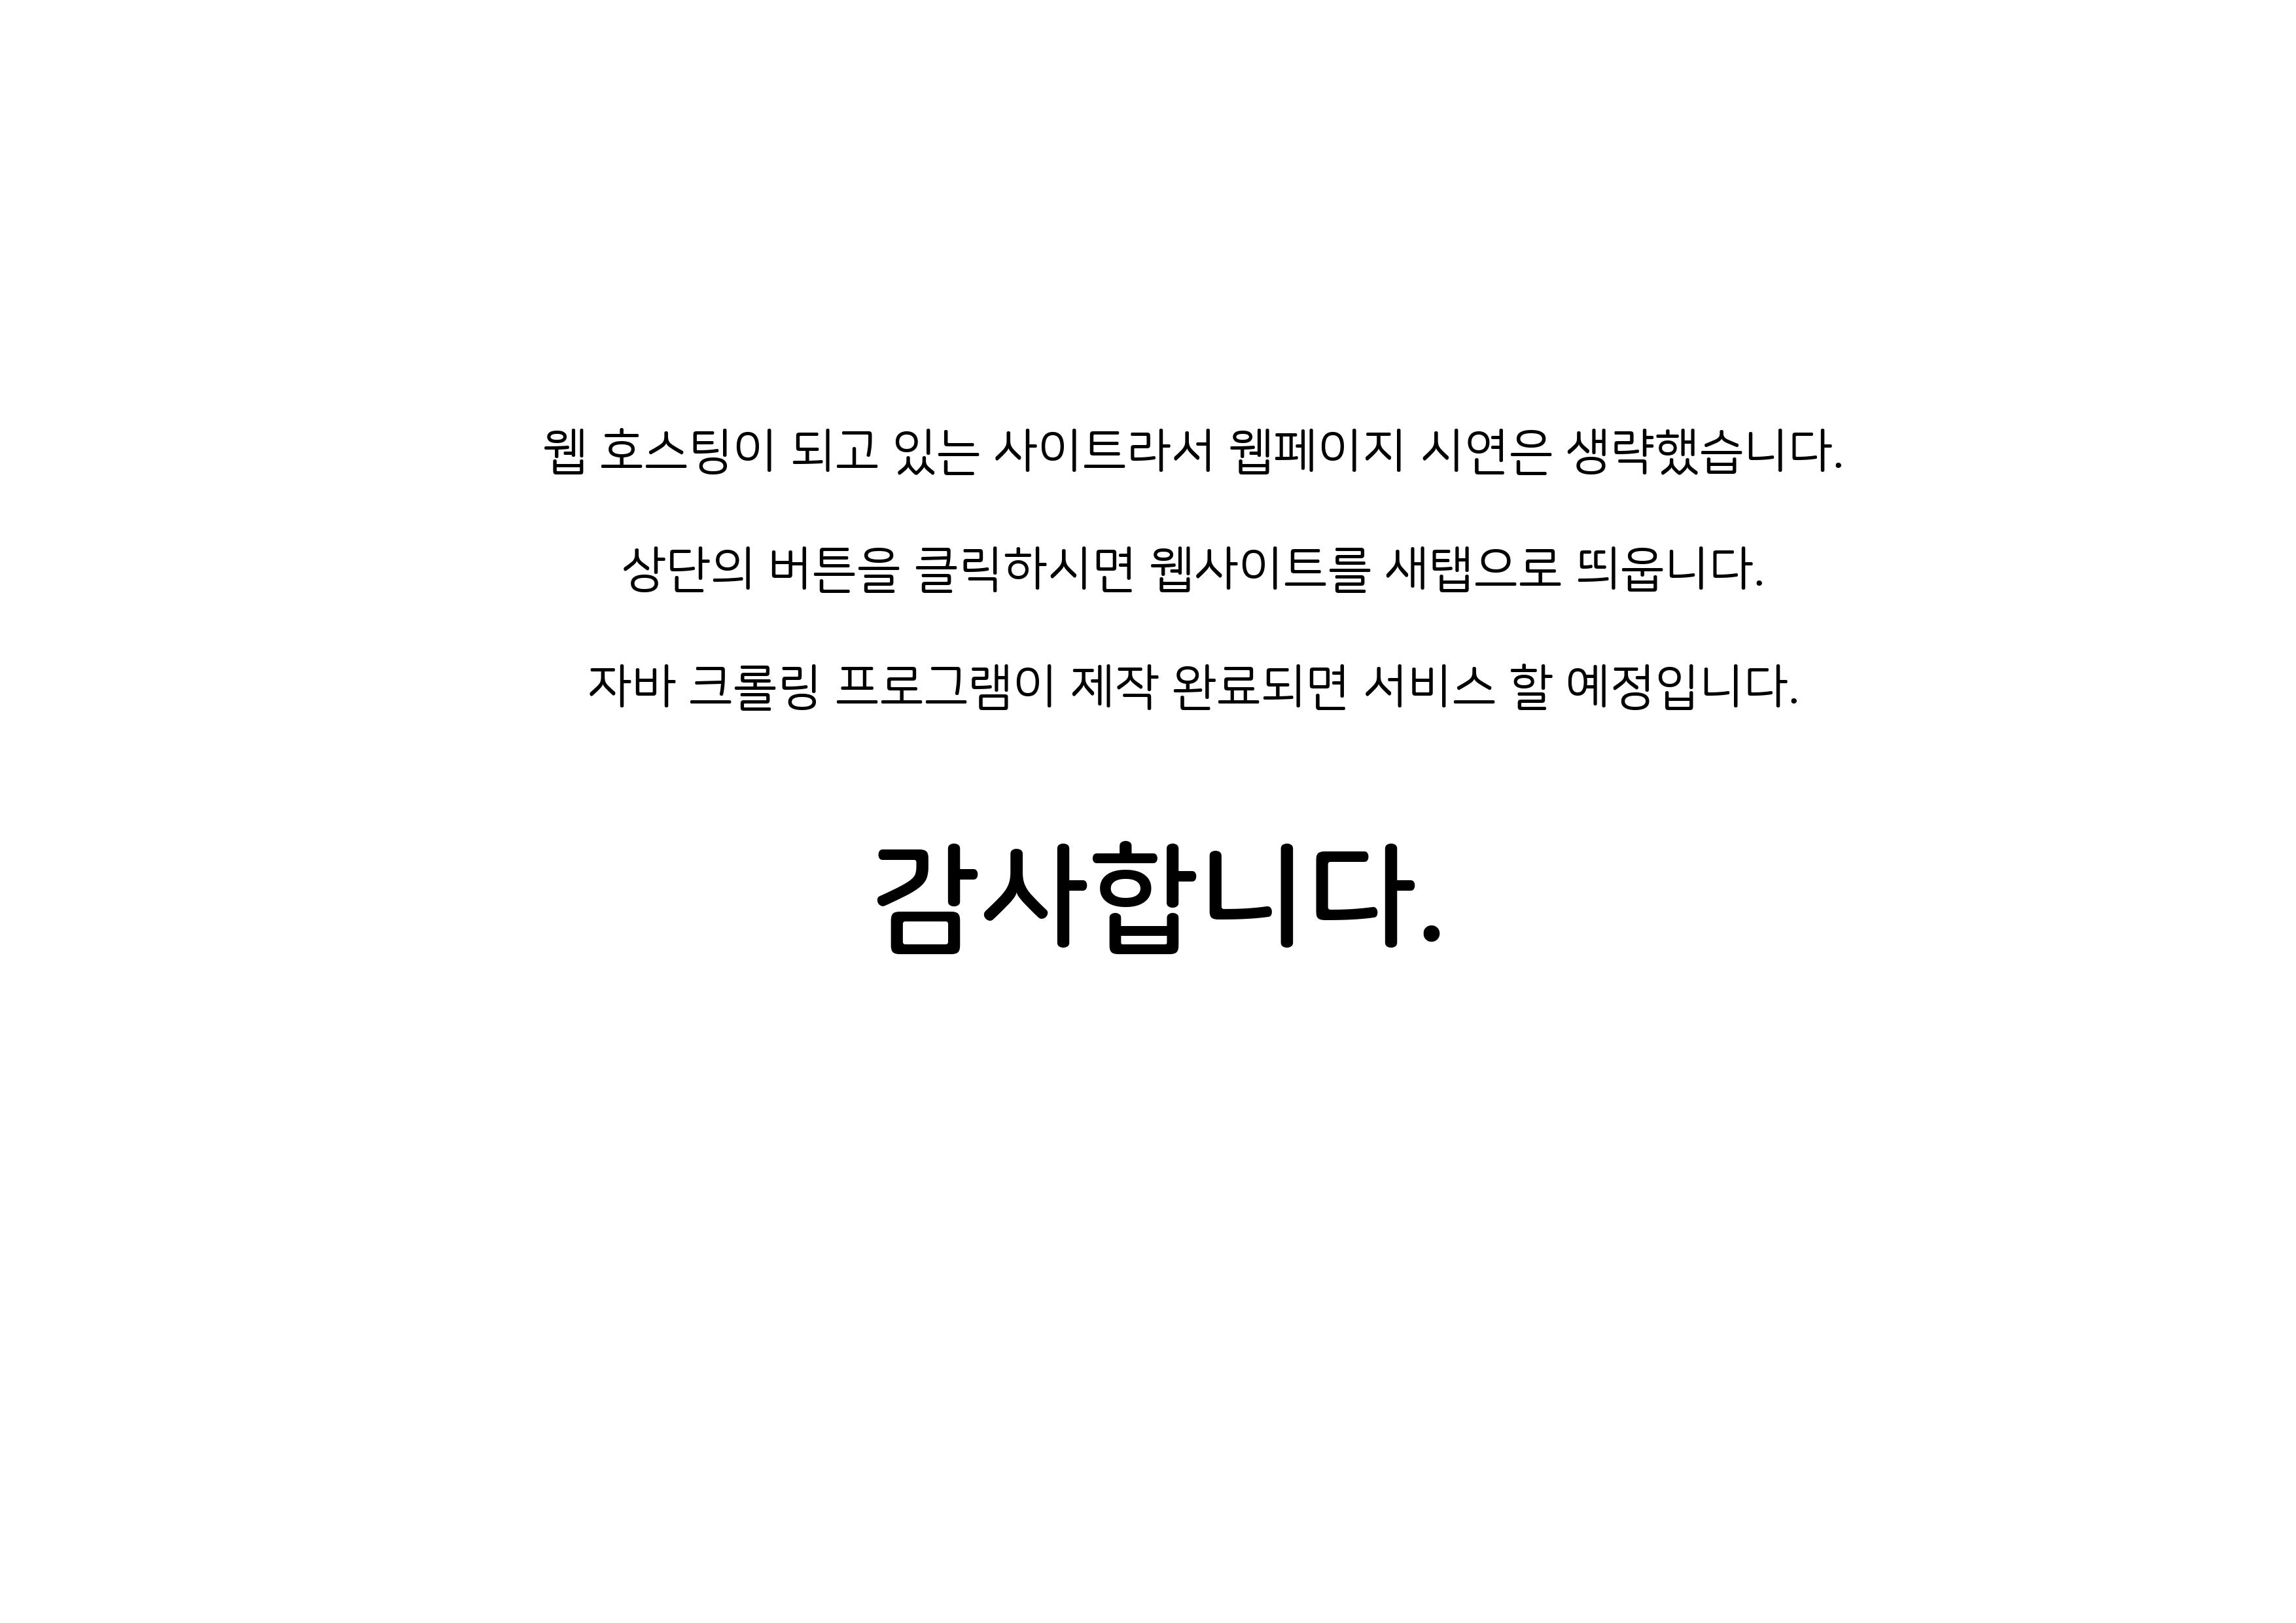 웹 호스팅이 되고 있는 사이트라서 웹페이지 시연은 생략했습니다.
상단의 버튼을 클릭하시면 웹사이트를 새탭으로 띄웁니다.
자바 크롤링 프로그램이 제작 완료되면 서비스 할 예정입니다.
감사합니다.